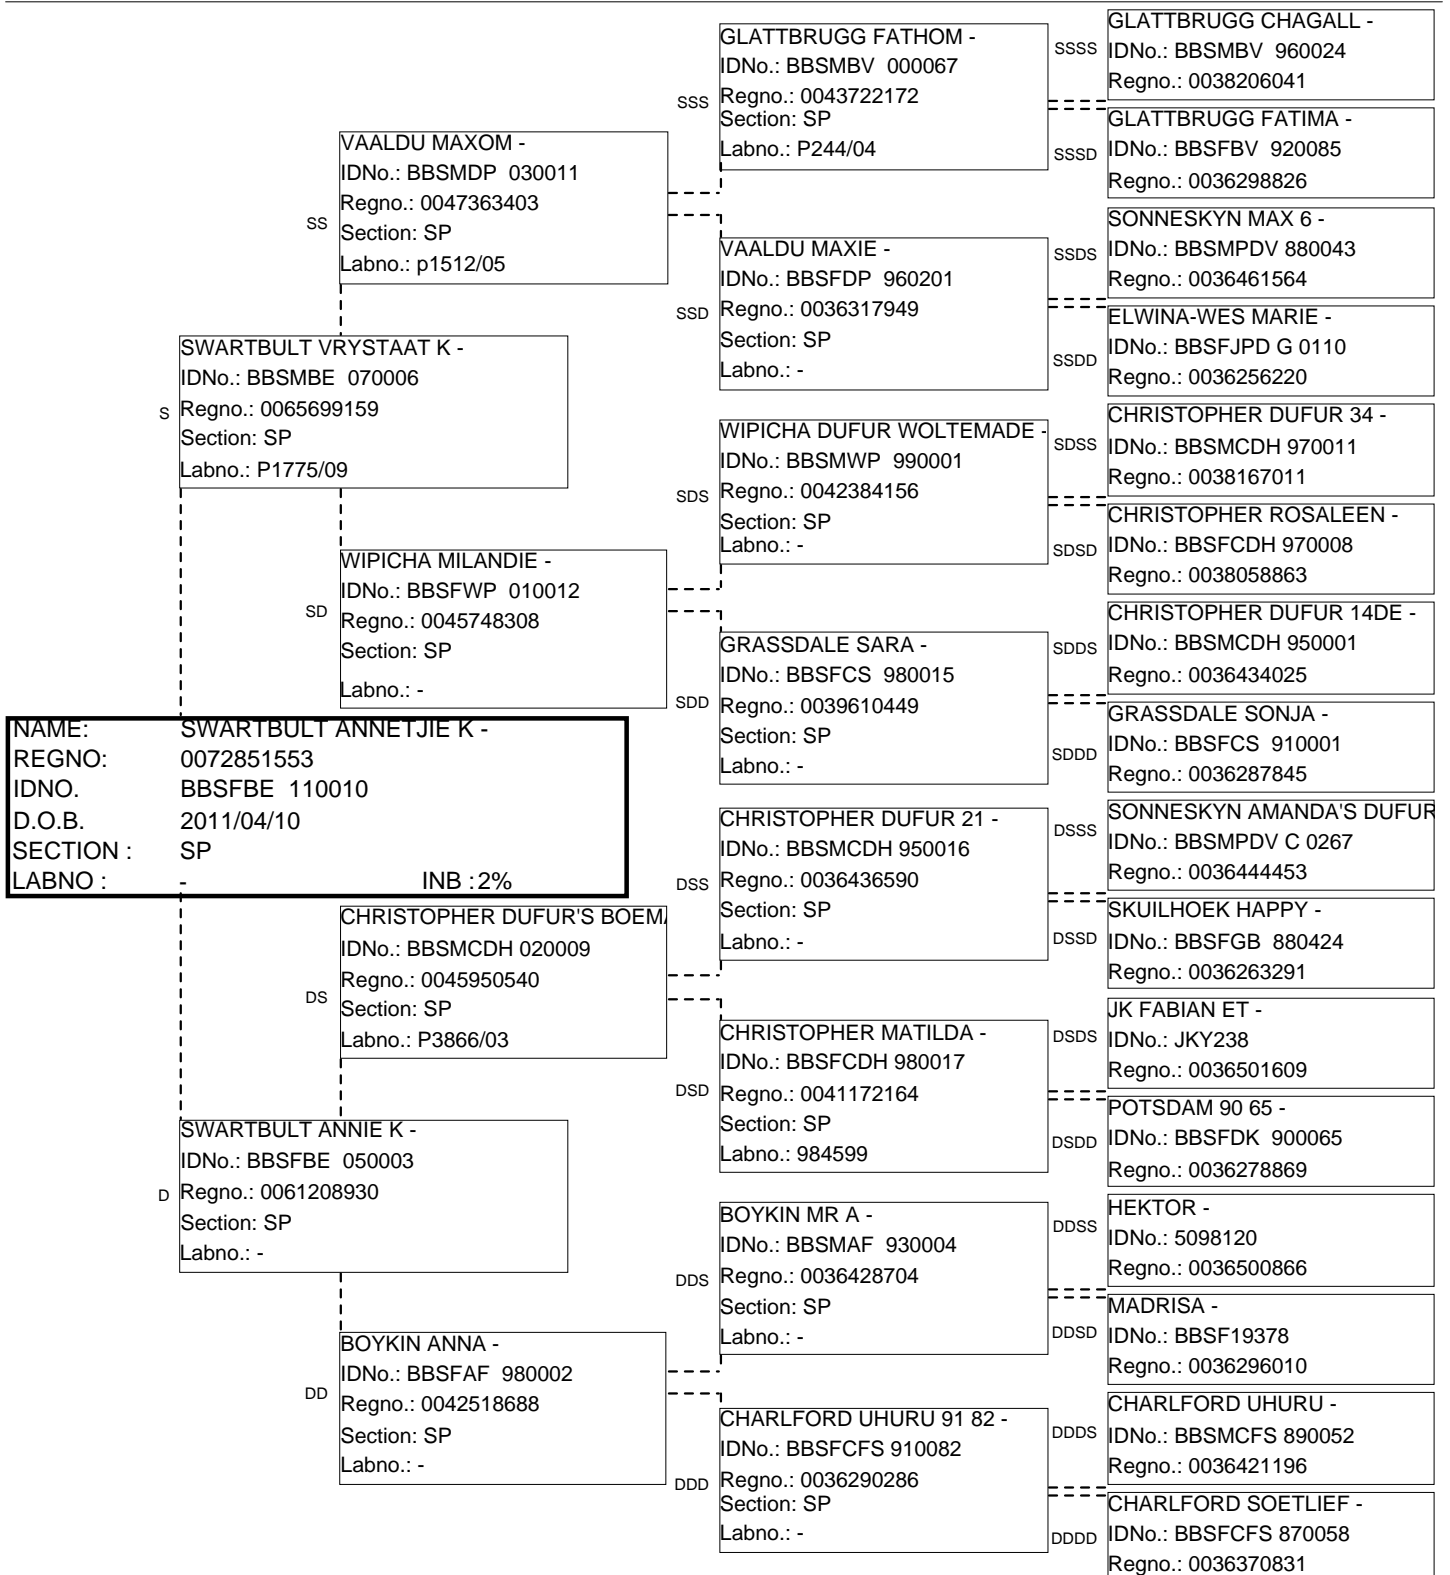 NAME: SWARTBULT ANNETJIE K -
REGNO: 0072851553
IDNO. BBSFBE 110010
D.O.B. 2011/04/10
SECTION : SP
LABNO : - INB : 2%
S
SWARTBULT VRYSTAAT K -
IDNo.: BBSMBE 070006
Regno.: 0065699159
Section: SP
Labno.: P1775/09
D
SWARTBULT ANNIE K -
IDNo.: BBSFBE 050003
Regno.: 0061208930
Section: SP
Labno.: -
SS
VAALDU MAXOM -
IDNo.: BBSMDP 030011
Regno.: 0047363403
Section: SP
Labno.: p1512/05
SD
WIPICHA MILANDIE -
IDNo.: BBSFWP 010012
Regno.: 0045748308
Section: SP
Labno.: -
DS
CHRISTOPHER DUFUR'S BOEM
IDNo.: BBSMCDH 020009
Regno.: 0045950540
Section: SP
Labno.: P3866/03
DD
BOYKIN ANNA -
IDNo.: BBSFAF 980002
Regno.: 0042518688
Section: SP
Labno.: -
SSS
GLATTBRUGG FATHOM -
IDNo.: BBSMBV 000067
Regno.: 0043722172
Section: SP
Labno.: P244/04
SSD
VAALDU MAXIE -
IDNo.: BBSFDP 960201
Regno.: 0036317949
Section: SP
Labno.: -
SDS
WIPICHA DUFUR WOLTEMADE -
IDNo.: BBSMWP 990001
Regno.: 0042384156
Section: SP
Labno.: -
SDD
GRASSDALE SARA -
IDNo.: BBSFCS 980015
Regno.: 0039610449
Section: SP
Labno.: -
DSS
CHRISTOPHER DUFUR 21 -
IDNo.: BBSMCDH 950016
Regno.: 0036436590
Section: SP
Labno.: -
DSD
CHRISTOPHER MATILDA -
IDNo.: BBSFCDH 980017
Regno.: 0041172164
Section: SP
Labno.: 984599
DDS
BOYKIN MR A -
IDNo.: BBSMAF 930004
Regno.: 0036428704
Section: SP
Labno.: -
DDD
CHARLFORD UHURU 91 82 -
IDNo.: BBSFCFS 910082
Regno.: 0036290286
Section: SP
Labno.: -
SSSS
GLATTBRUGG CHAGALL -
IDNo.: BBSMBV 960024
Regno.: 0038206041
SSSD
GLATTBRUGG FATIMA -
IDNo.: BBSFBV 920085
Regno.: 0036298826
SSDS
SONNESKYN MAX 6 -
IDNo.: BBSMPDV 880043
Regno.: 0036461564
SSDD
ELWINA-WES MARIE -
IDNo.: BBSFJPD G 0110
Regno.: 0036256220
SDSS
CHRISTOPHER DUFUR 34 -
IDNo.: BBSMCDH 970011
Regno.: 0038167011
SDSD
CHRISTOPHER ROSALEEN -
IDNo.: BBSFCDH 970008
Regno.: 0038058863
SDDS
CHRISTOPHER DUFUR 14DE -
IDNo.: BBSMCDH 950001
Regno.: 0036434025
SDDD
GRASSDALE SONJA -
IDNo.: BBSFCS 910001
Regno.: 0036287845
DSSS
SONNESKYN AMANDA'S DUFUR
IDNo.: BBSMPDV C 0267
Regno.: 0036444453
DSSD
SKUILHOEK HAPPY -
IDNo.: BBSFGB 880424
Regno.: 0036263291
DSDS
JK FABIAN ET -
IDNo.: JKY238
Regno.: 0036501609
DSDD
POTSDAM 90 65 -
IDNo.: BBSFDK 900065
Regno.: 0036278869
DDSS
HEKTOR -
IDNo.: 5098120
Regno.: 0036500866
DDSD
MADRISA -
IDNo.: BBSF19378
Regno.: 0036296010
DDDS
CHARLFORD UHURU -
IDNo.: BBSMCFS 890052
Regno.: 0036421196
DDDD
CHARLFORD SOETLIEF -
IDNo.: BBSFCFS 870058
Regno.: 0036370831